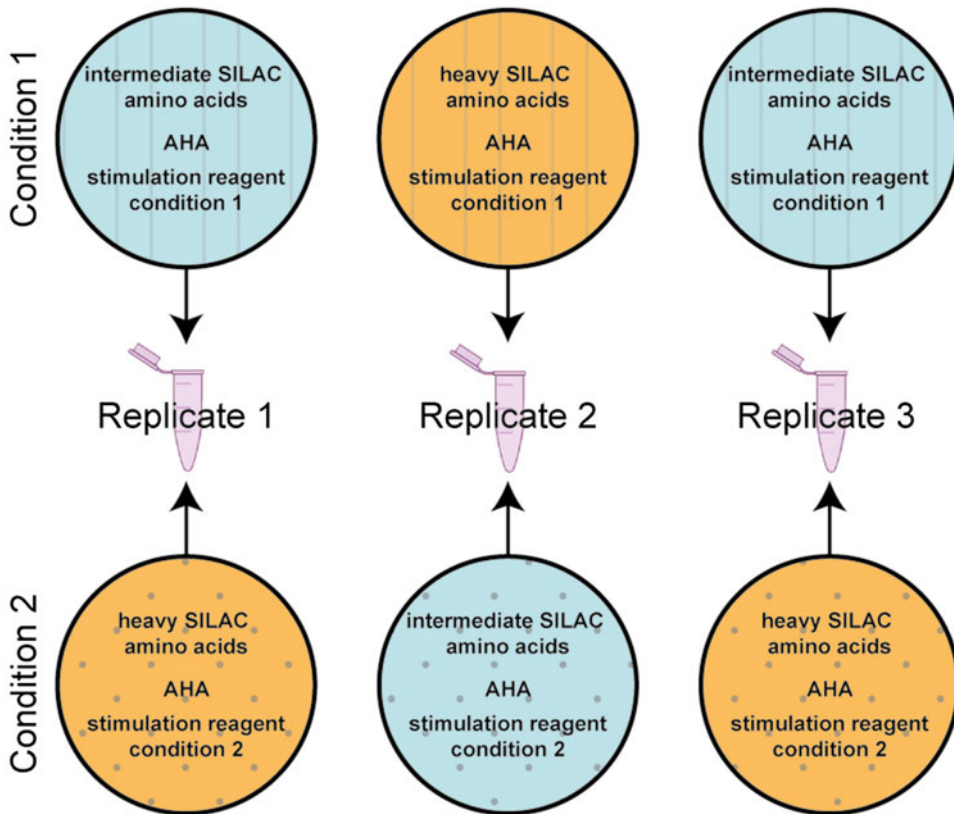 Condition 1
intermediate SILAC
amino acids
AHA
stimulation reagent
condition 1
heavy SILAC
amino acids
AHA
stimulation reagent
condition 1
intermediate SILAC
amino acids
AHA
stimulation reagent
condition 1
Replicate 1
Replicate 2
Replicate 3
Condition 2
heavy SILAC
amino acids
AHA
stimulation reagent
condition 2
intermediate SILAC
amino acids
AHA
stimulation reagent
condition 2
heavy SILAC
amino acids
AHA
stimulation reagent
condition 2